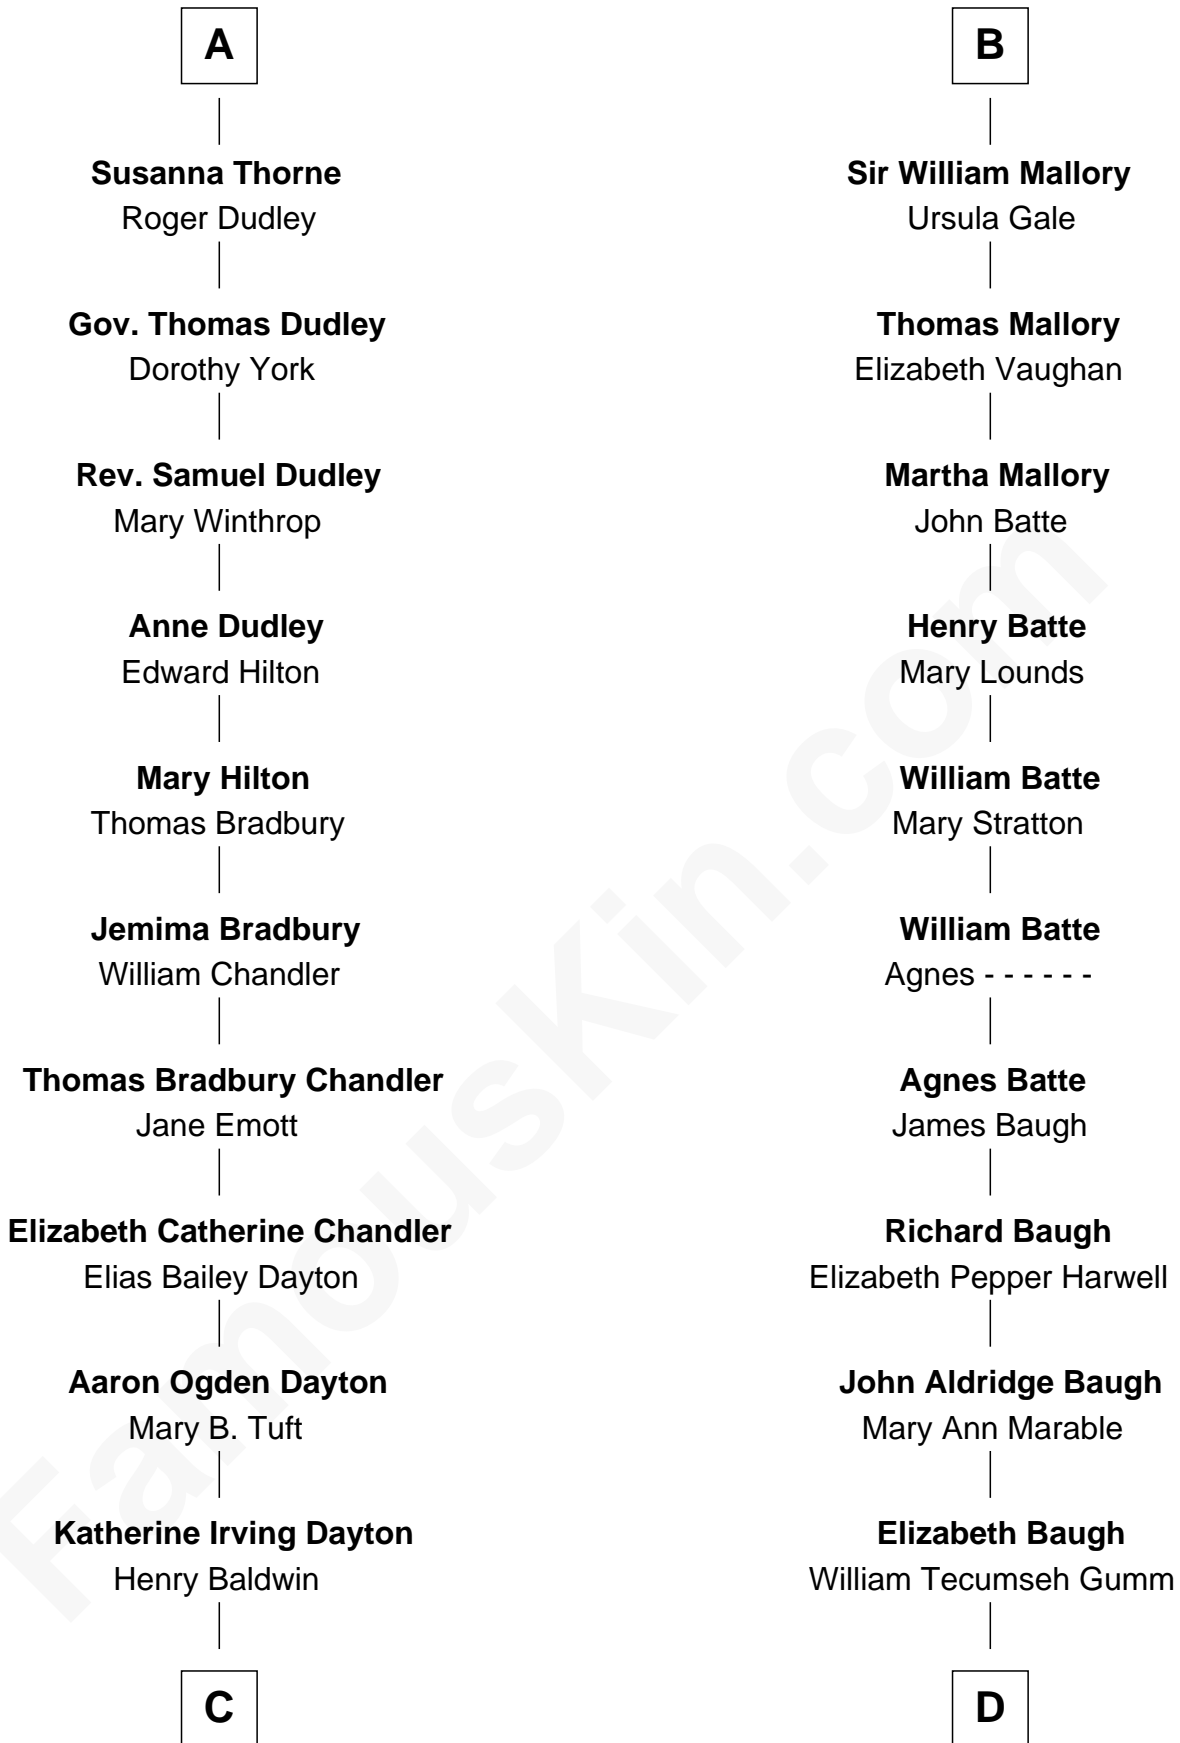 A
Susanna Thorne
Roger Dudley
Gov. Thomas Dudley
Dorothy York
Rev. Samuel Dudley
Mary Winthrop
Anne Dudley
Edward Hilton
Mary Hilton
Thomas Bradbury
Jemima Bradbury
William Chandler
Thomas Bradbury Chandler
Jane Emott
Elizabeth Catherine Chandler
Elias Bailey Dayton
Aaron Ogden Dayton
Mary B. Tuft
Katherine Irving Dayton
Henry Baldwin
C
B
Sir William Mallory
Ursula Gale
Thomas Mallory
Elizabeth Vaughan
Martha Mallory
John Batte
Henry Batte
Mary Lounds
William Batte
Mary Stratton
William Batte
Agnes - - - - - -
Agnes Batte
James Baugh
Richard Baugh
Elizabeth Pepper Harwell
John Aldridge Baugh
Mary Ann Marable
Elizabeth Baugh
William Tecumseh Gumm
D
FamousKin.com